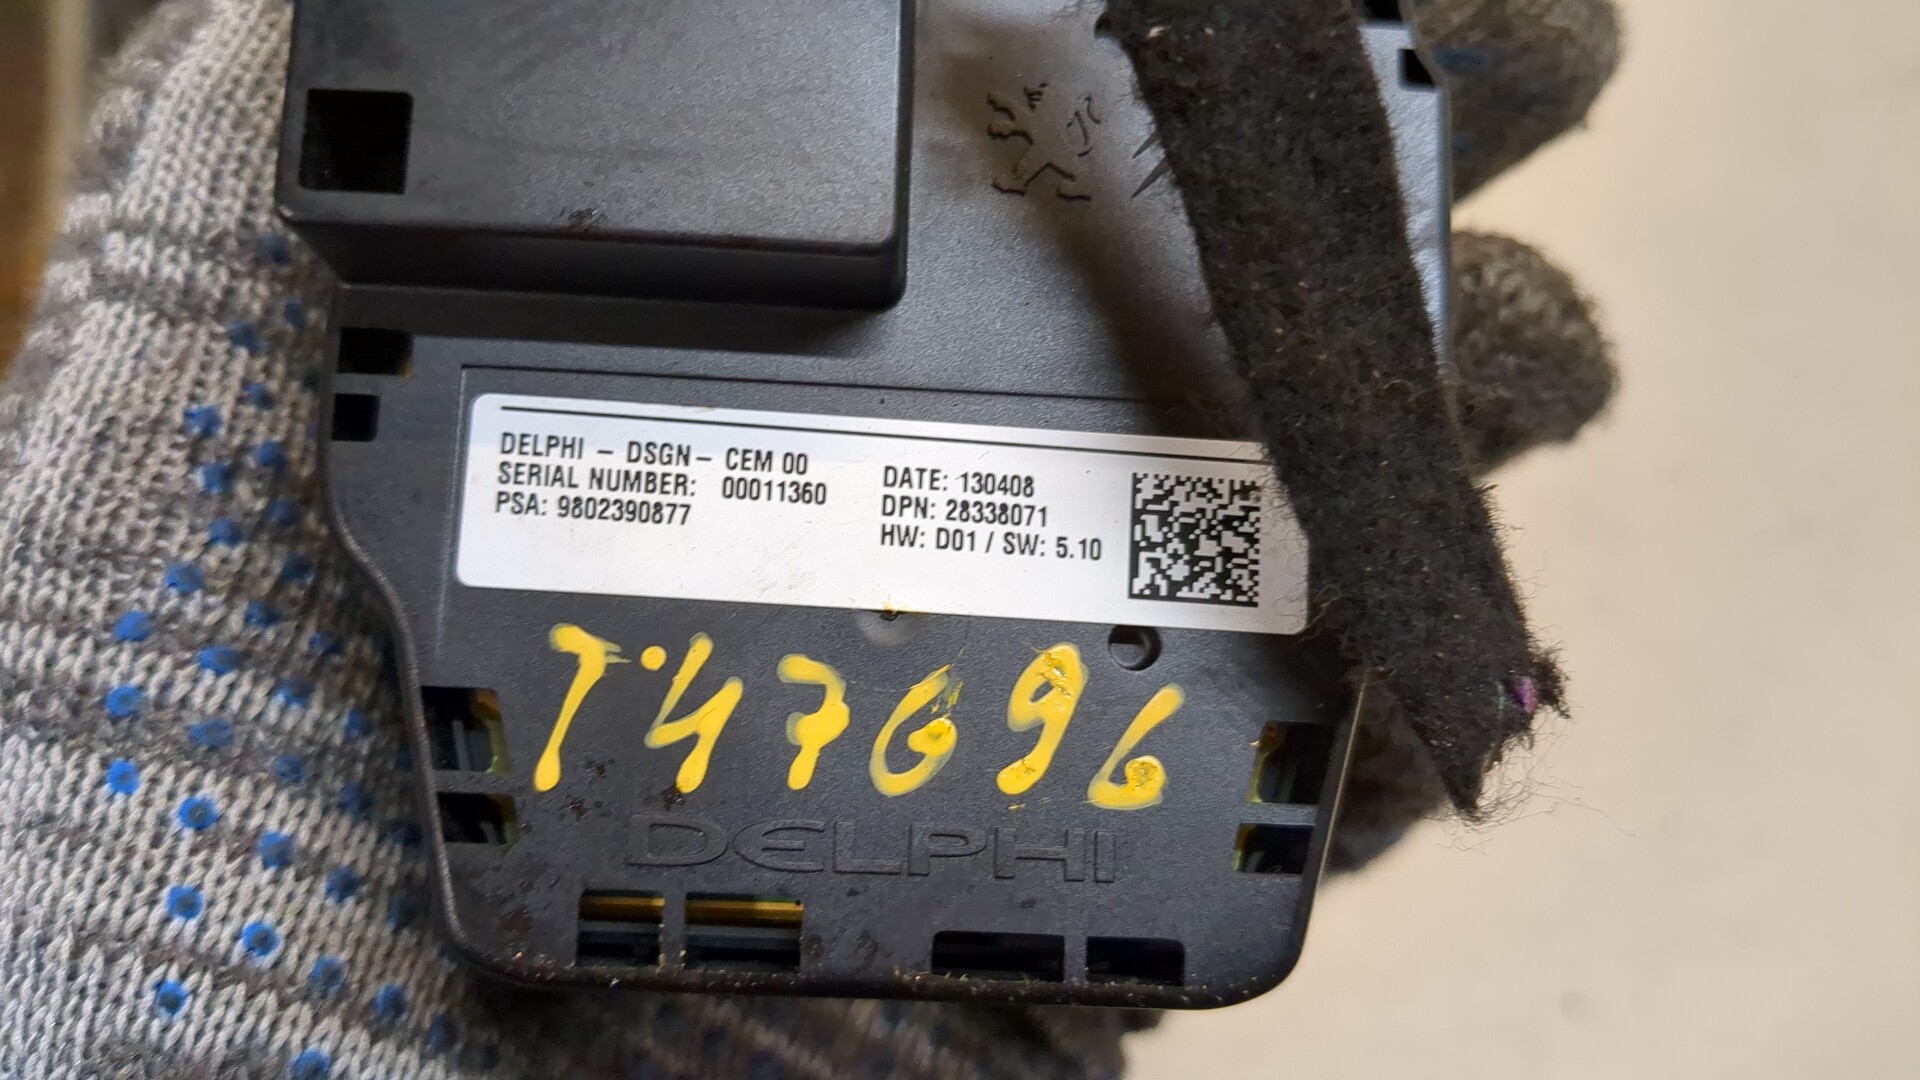 DELPHI - DSGN - CEM 00
SERIAL NUMBER: 00011360
PSA: 9802390877
DATE: 130408
DPN: 28338071
HW: D01 / SW: 5.10
T·47696
DELPHI